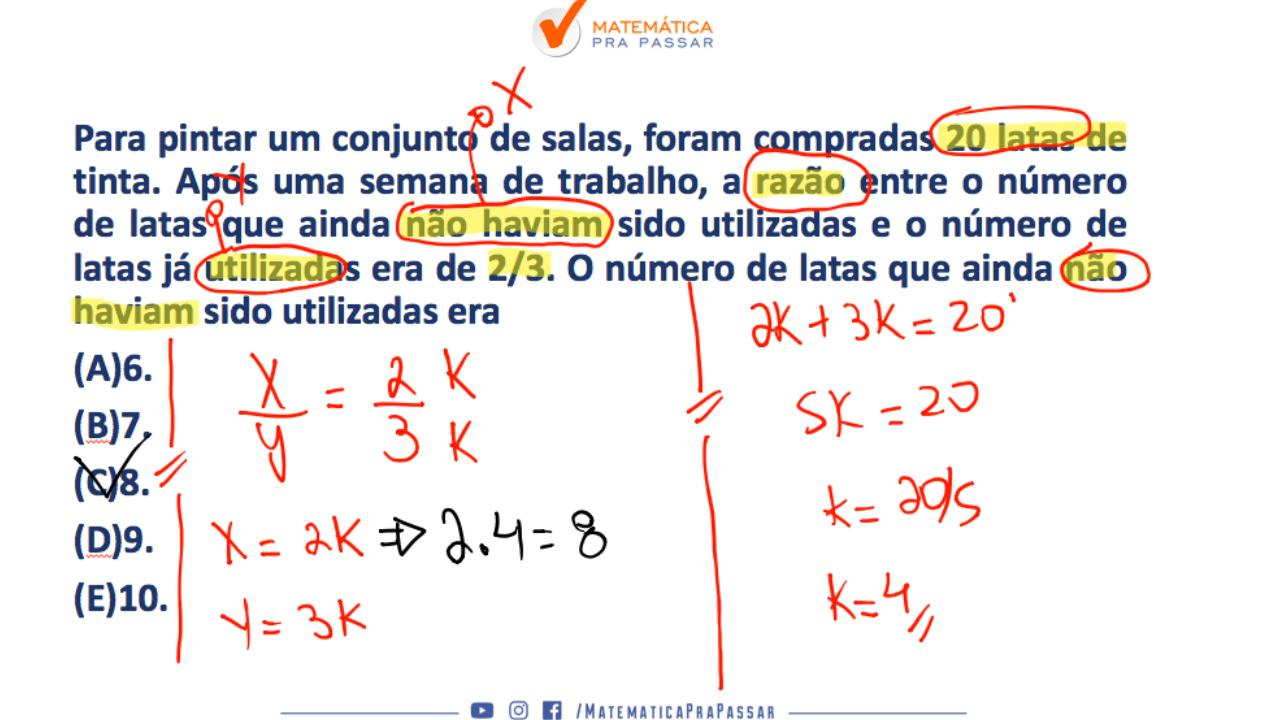 MATEMÁTICA
PRA PASSAR
X
Para pintar um conjunto de salas, foram compradas 20 latas de
tinta. Após uma semana de trabalho, a razão entre o número
Y
de latas que ainda não haviam sido utilizadas e o número de
latas já utilizadas era de 2/3. O número de latas que ainda não
haviam sido utilizadas era
(A)6.
(B)7.
(C)8.
(D)9.
(E)10.
X/y = 2/3 K/K
X = 2K ⇒ 2.4 = 8
Y = 3K
2K + 3K = 20
5K = 20
K = 20/5
K = 4
/MATEMATICAPRAPASSAR